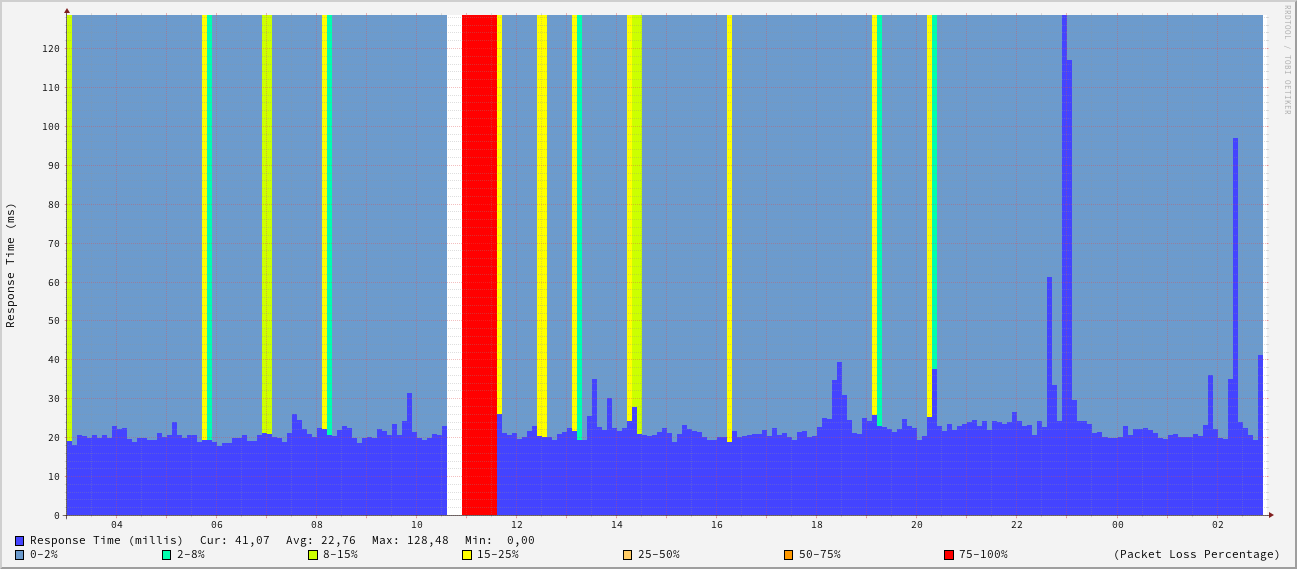 RRDTOOL / TOBI OETIKER
Response Time (ms)
120
110
100
90
80
70
60
50
40
30
20
10
0
04 06 08 10 12 14 16 18 20 22 00 02
Response Time (millis) Cur: 41,07 Avg: 22,76 Max: 128,48 Min: 0,00
0-2% 2-8% 8-15% 15-25% 25-50% 50-75% 75-100% (Packet Loss Percentage)